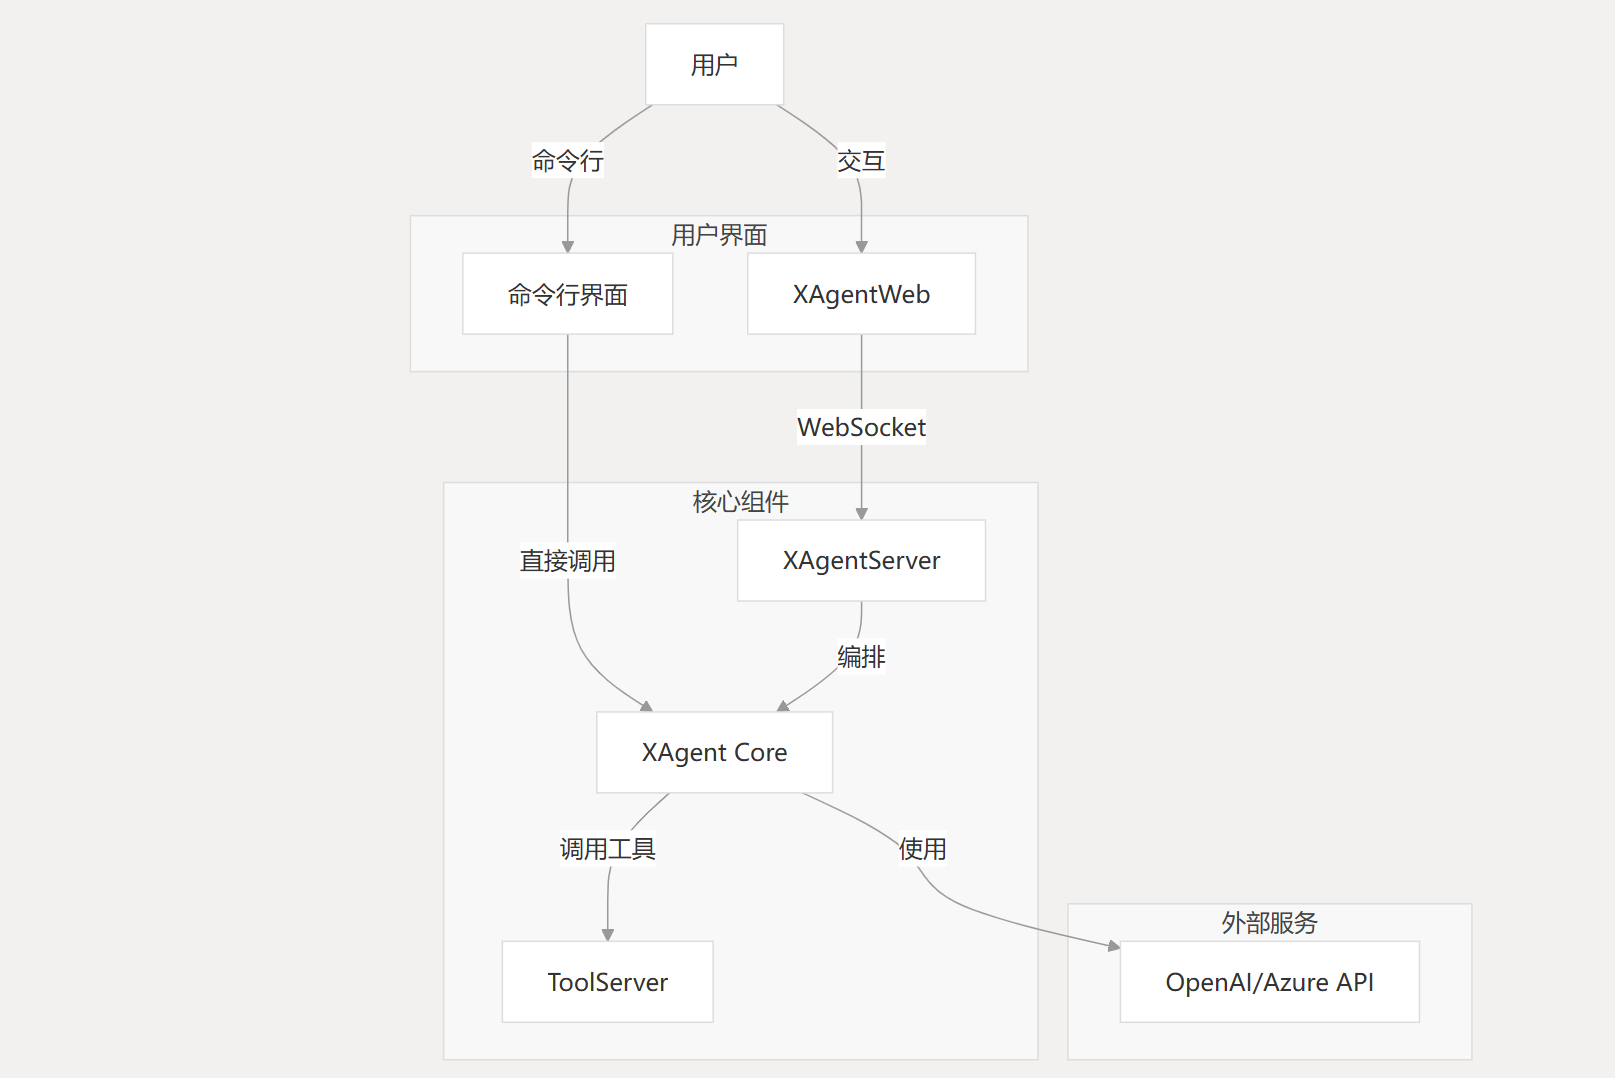 用户
命令行
交互
用户界面
命令行界面
XAgentWeb
WebSocket
核心组件
直接调用
XAgentServer
编排
XAgent Core
调用工具
使用
外部服务
ToolServer
OpenAI/Azure API